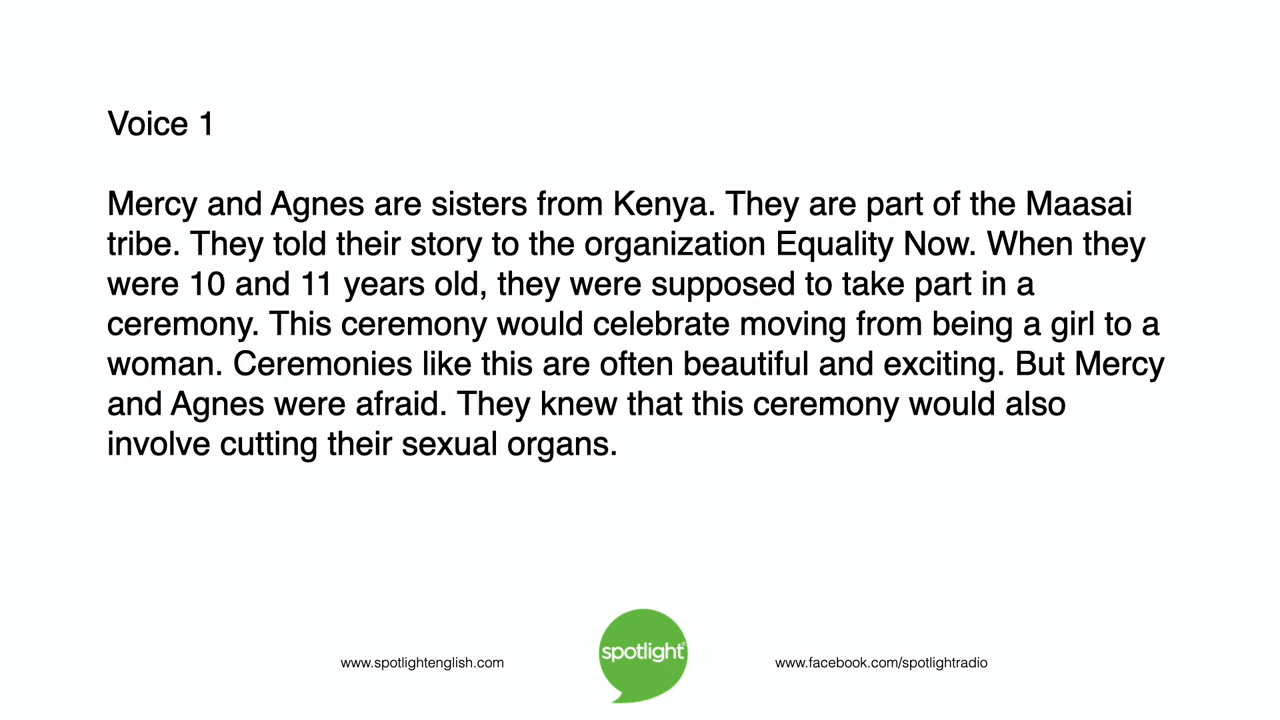 Voice 1
Mercy and Agnes are sisters from Kenya. They are part of the Maasai
tribe. They told their story to the organization Equality Now. When they
were 10 and 11 years old, they were supposed to take part in a
ceremony. This ceremony would celebrate moving from being a girl to a
woman. Ceremonies like this are often beautiful and exciting. But Mercy
and Agnes were afraid. They knew that this ceremony would also
involve cutting their sexual organs.
www.spotlightenglish.com
spotlight®
www.facebook.com/spotlightradio